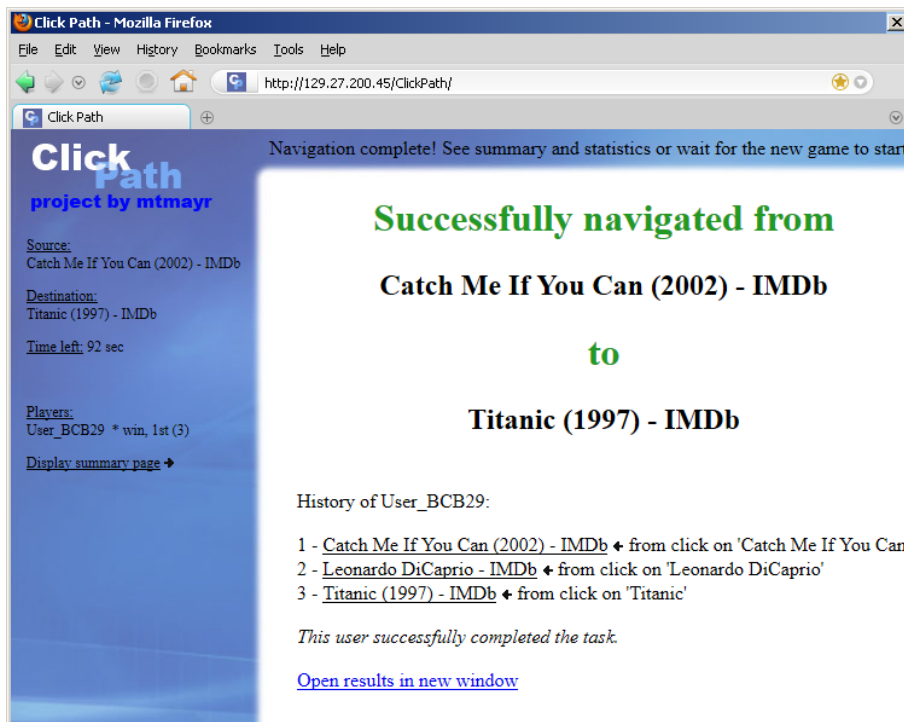 Click Path - Mozilla Firefox
File Edit View History Bookmarks Tools Help
http://129.27.200.45/ClickPath/
Click Path
Click
Path
project by mtmayr
Navigation complete! See summary and statistics or wait for the new game to start
Source:
Catch Me If You Can (2002) - IMDb
Destination:
Titanic (1997) - IMDb
Time left: 92 sec
Players:
User_BCB29 * win, 1st (3)
Display summary page
Successfully navigated from
Catch Me If You Can (2002) - IMDb
to
Titanic (1997) - IMDb
History of User_BCB29:
1 - Catch Me If You Can (2002) - IMDb from click on 'Catch Me If You Can
2 - Leonardo DiCaprio - IMDb from click on 'Leonardo DiCaprio'
3 - Titanic (1997) - IMDb from click on 'Titanic'
This user successfully completed the task.
Open results in new window